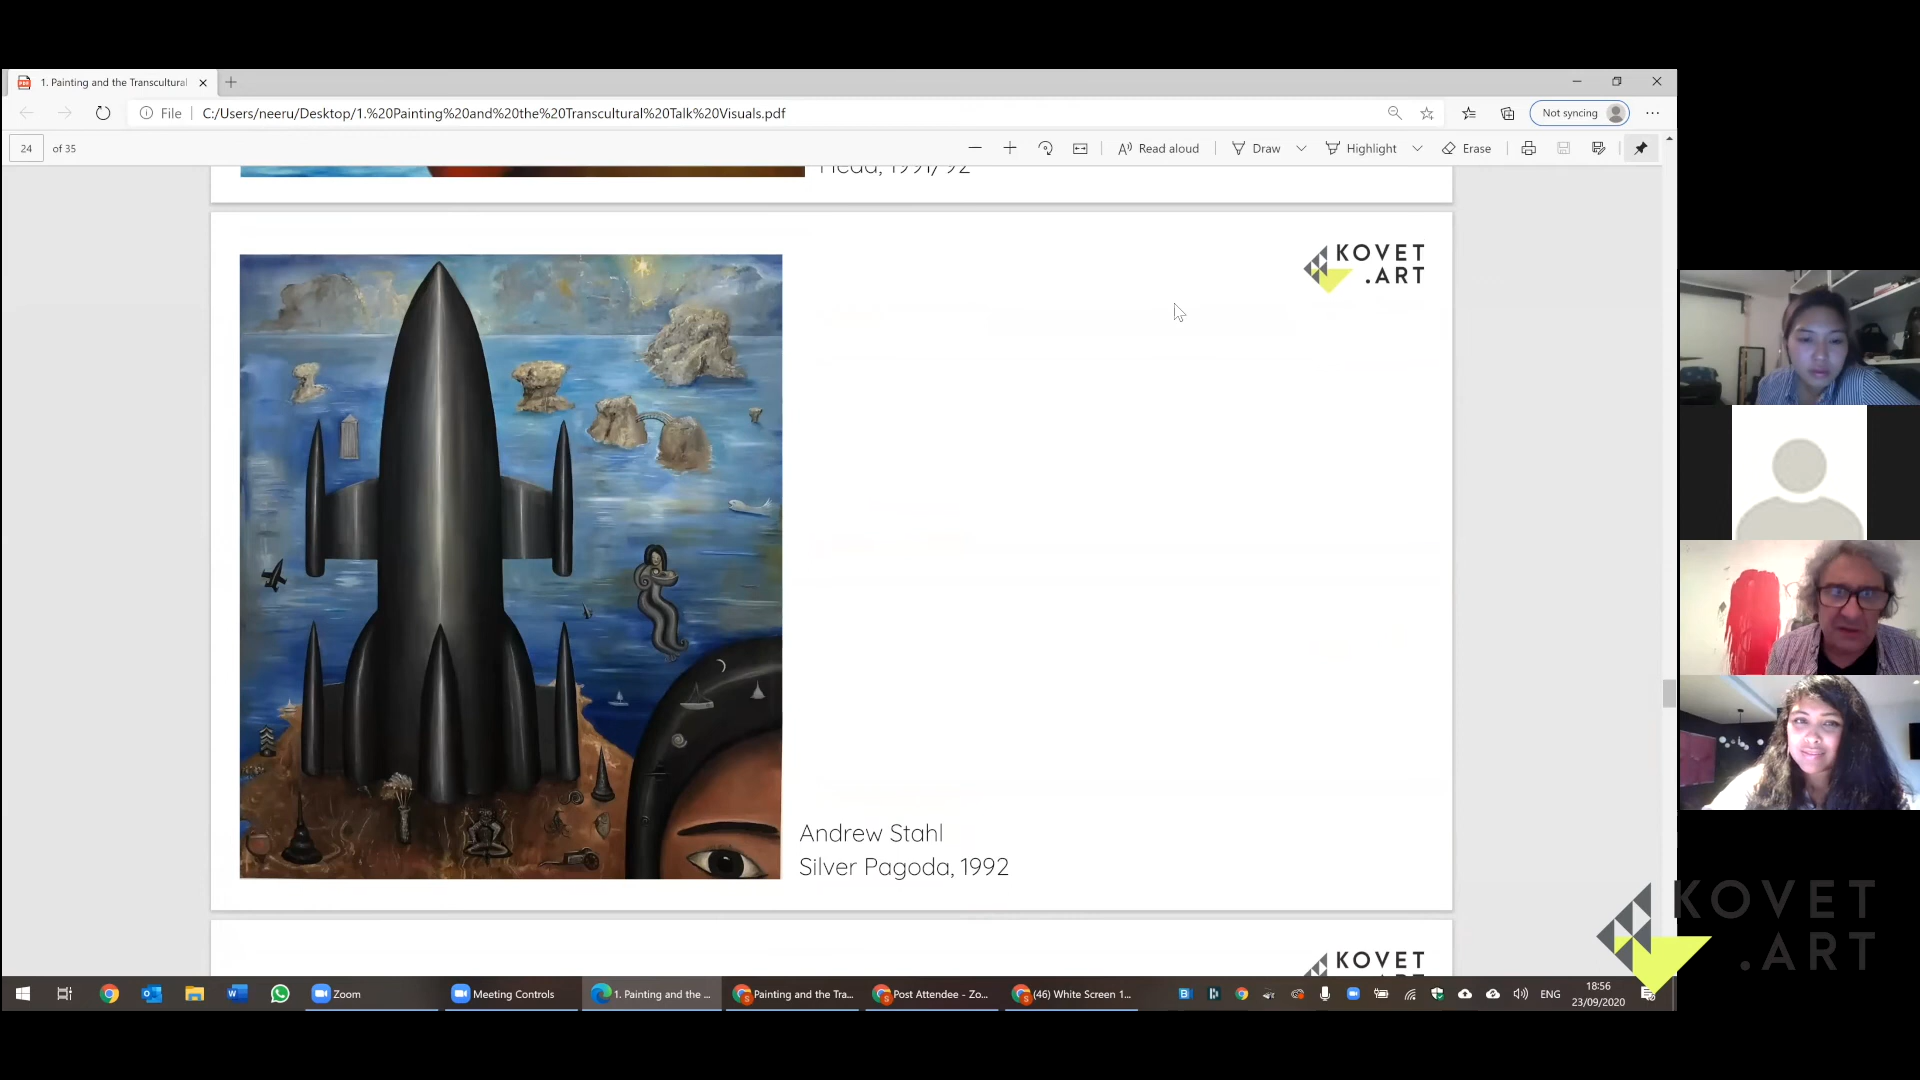 1. Painting and the Transcultural
File
C:/Users/neeru/Desktop/1.%20Painting%20and%20the%20Transcultural%20Talk%20Visuals.pdf
Not syncing
24 of 35
Read aloud
Draw
Highlight
Erase
Head, 1991/92
KOVET
.ART
Andrew Stahl
Silver Pagoda, 1992
KOVET
KOVET
.ART
Zoom
Meeting Controls
1. Painting and the ...
Painting and the Tra...
Post Attendee - Zo...
(46) White Screen 1...
ENG
18:56
23/09/2020